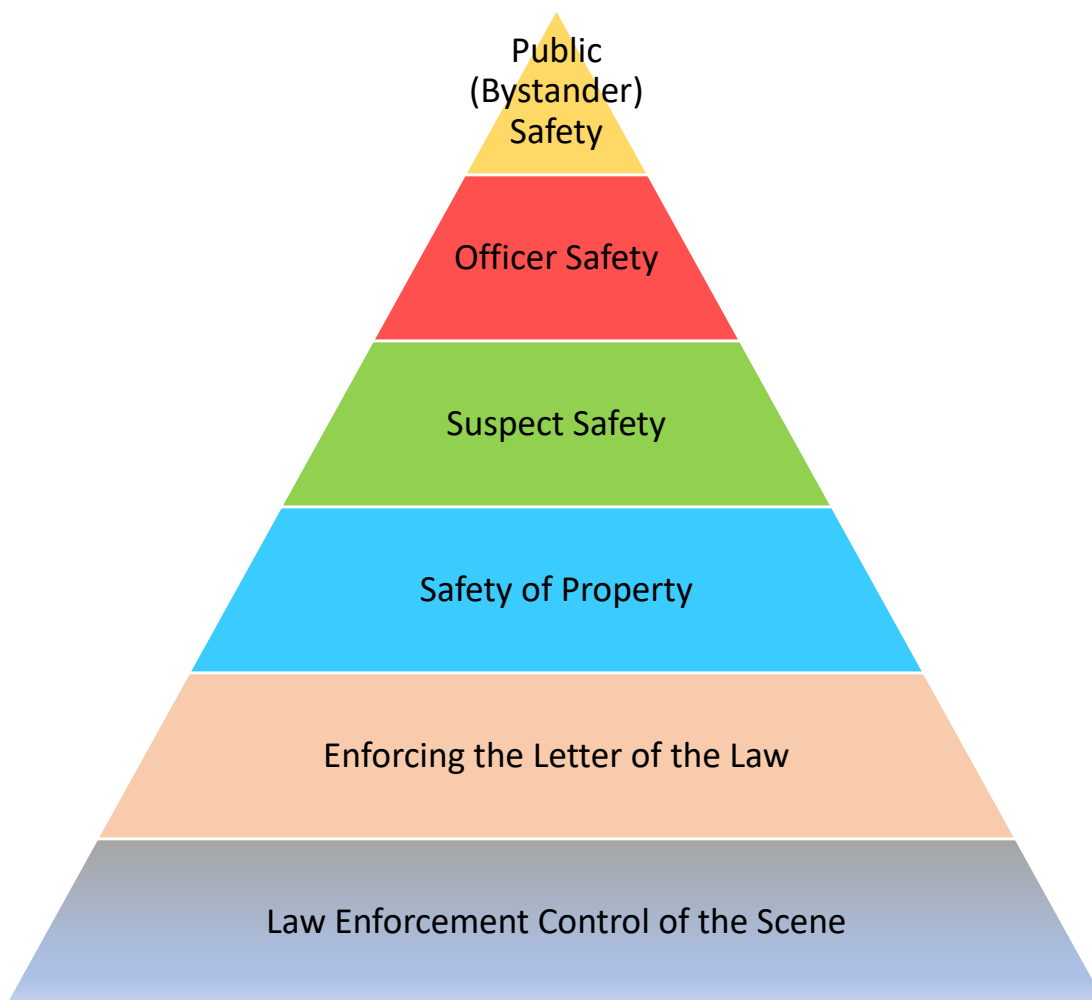 Public
(Bystander)
Safety
Officer Safety
Suspect Safety
Safety of Property
Enforcing the Letter of the Law
Law Enforcement Control of the Scene